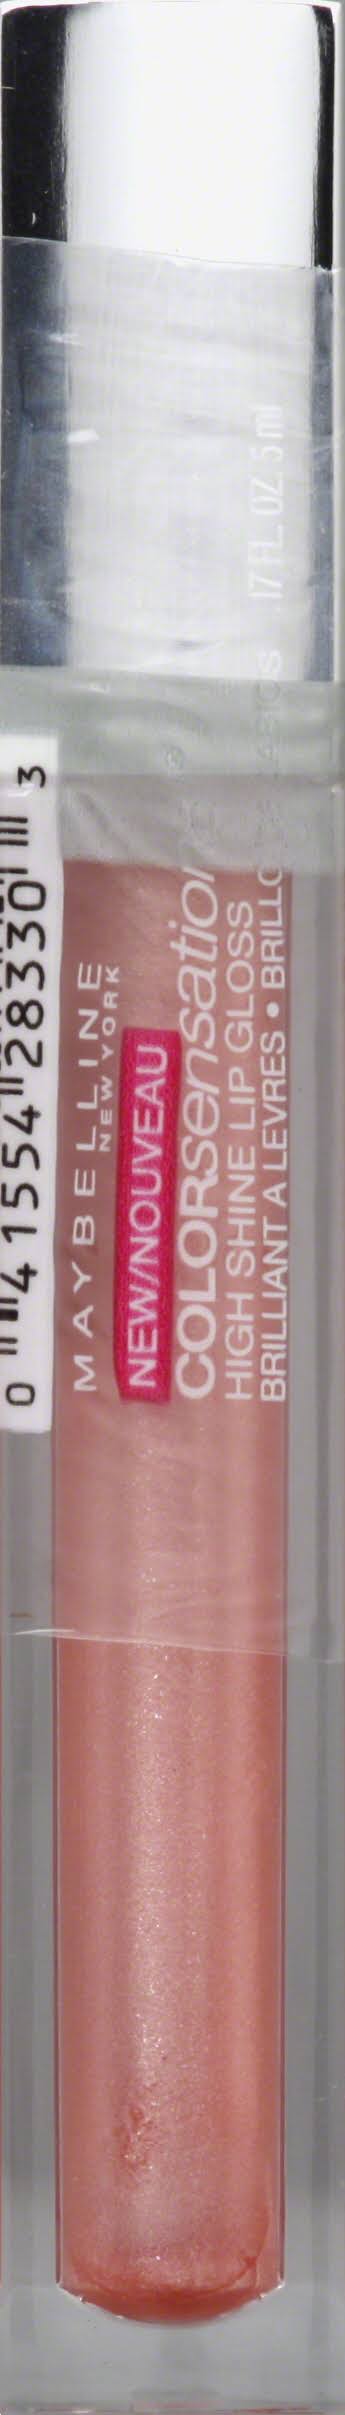 0 41554 28330 3
MAYBELLINE
NEW YORK
NEW/NOUVEAU
COLORsensation
HIGH SHINE LIP GLOSS
BRILLIANT A LEVRES • BRILLO
.17 FL. OZ. 5 ml